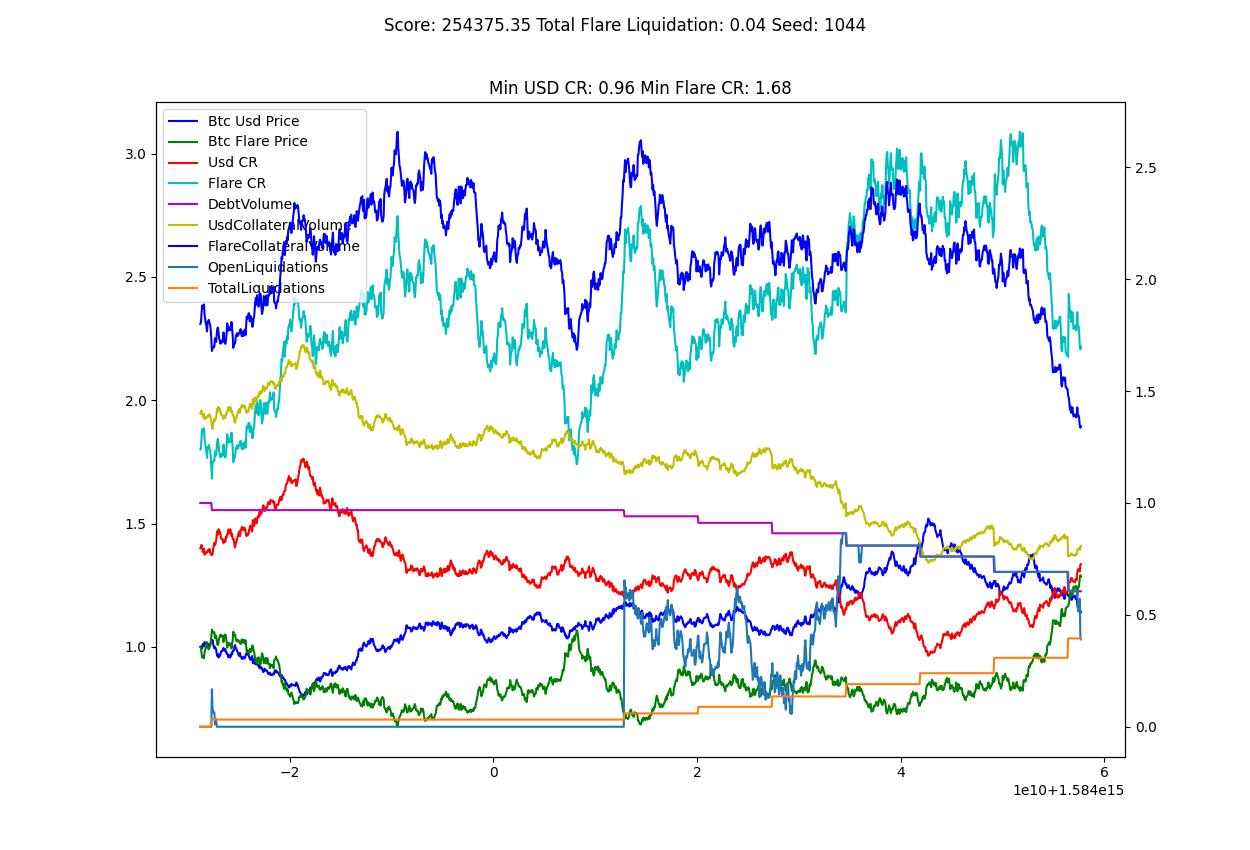 Score: 254375.35 Total Flare Liquidation: 0.04 Seed: 1044
Min USD CR: 0.96 Min Flare CR: 1.68
Btc Usd Price
Btc Flare Price
Usd CR
Flare CR
DebtVolume
UsdCollateralVolume
FlareCollateralVolume
OpenLiquidations
TotalLiquidations
3.0
2.5
2.0
1.5
1.0
2.5
2.0
1.5
1.0
0.5
0.0
−2
0
2
4
6
1e10+1.584e15